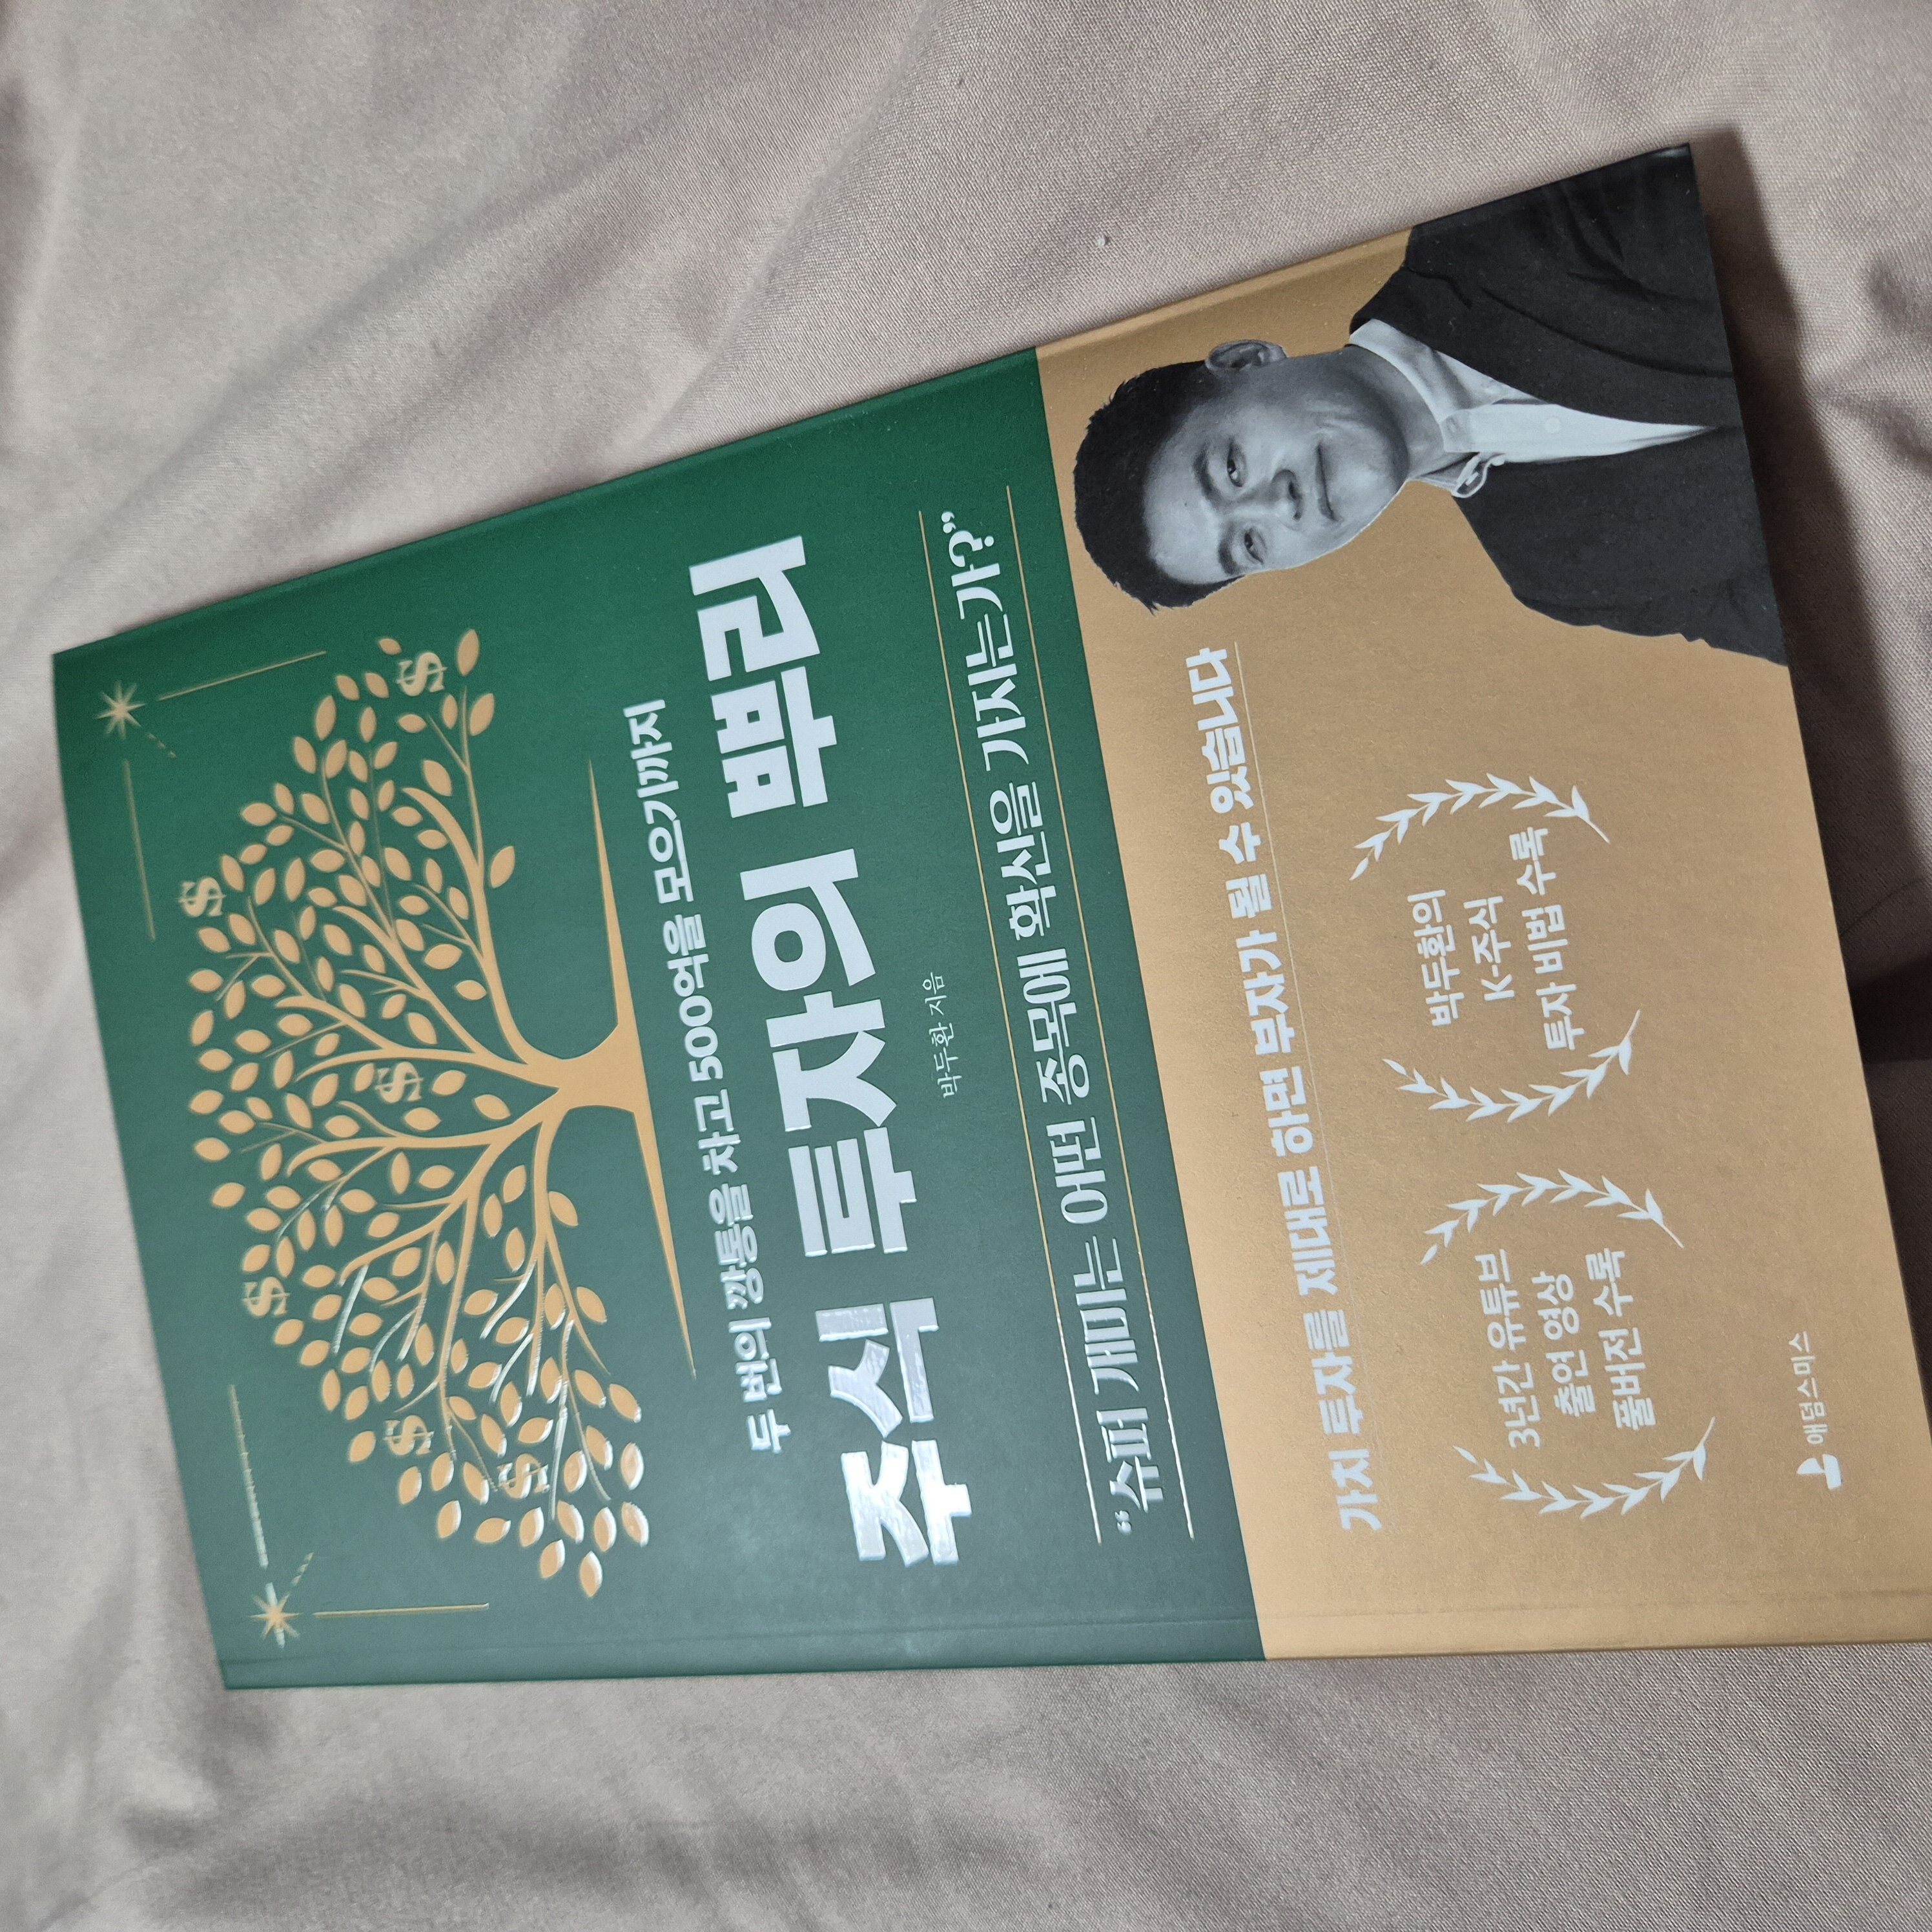 두 번의 깡통을 차고 500억을 모으기까지
주식 투자의 빡리
박두환 지음
“슈퍼 개미는 어떤 종목에 확신을 가지는가?”
가치 투자를 제대로 하면 부자가 될 수 있습니다
3년간 유튜브
출연 영상
풀버전 수록
박두환의
K-주식
투자 비법 수록
애덤스미스